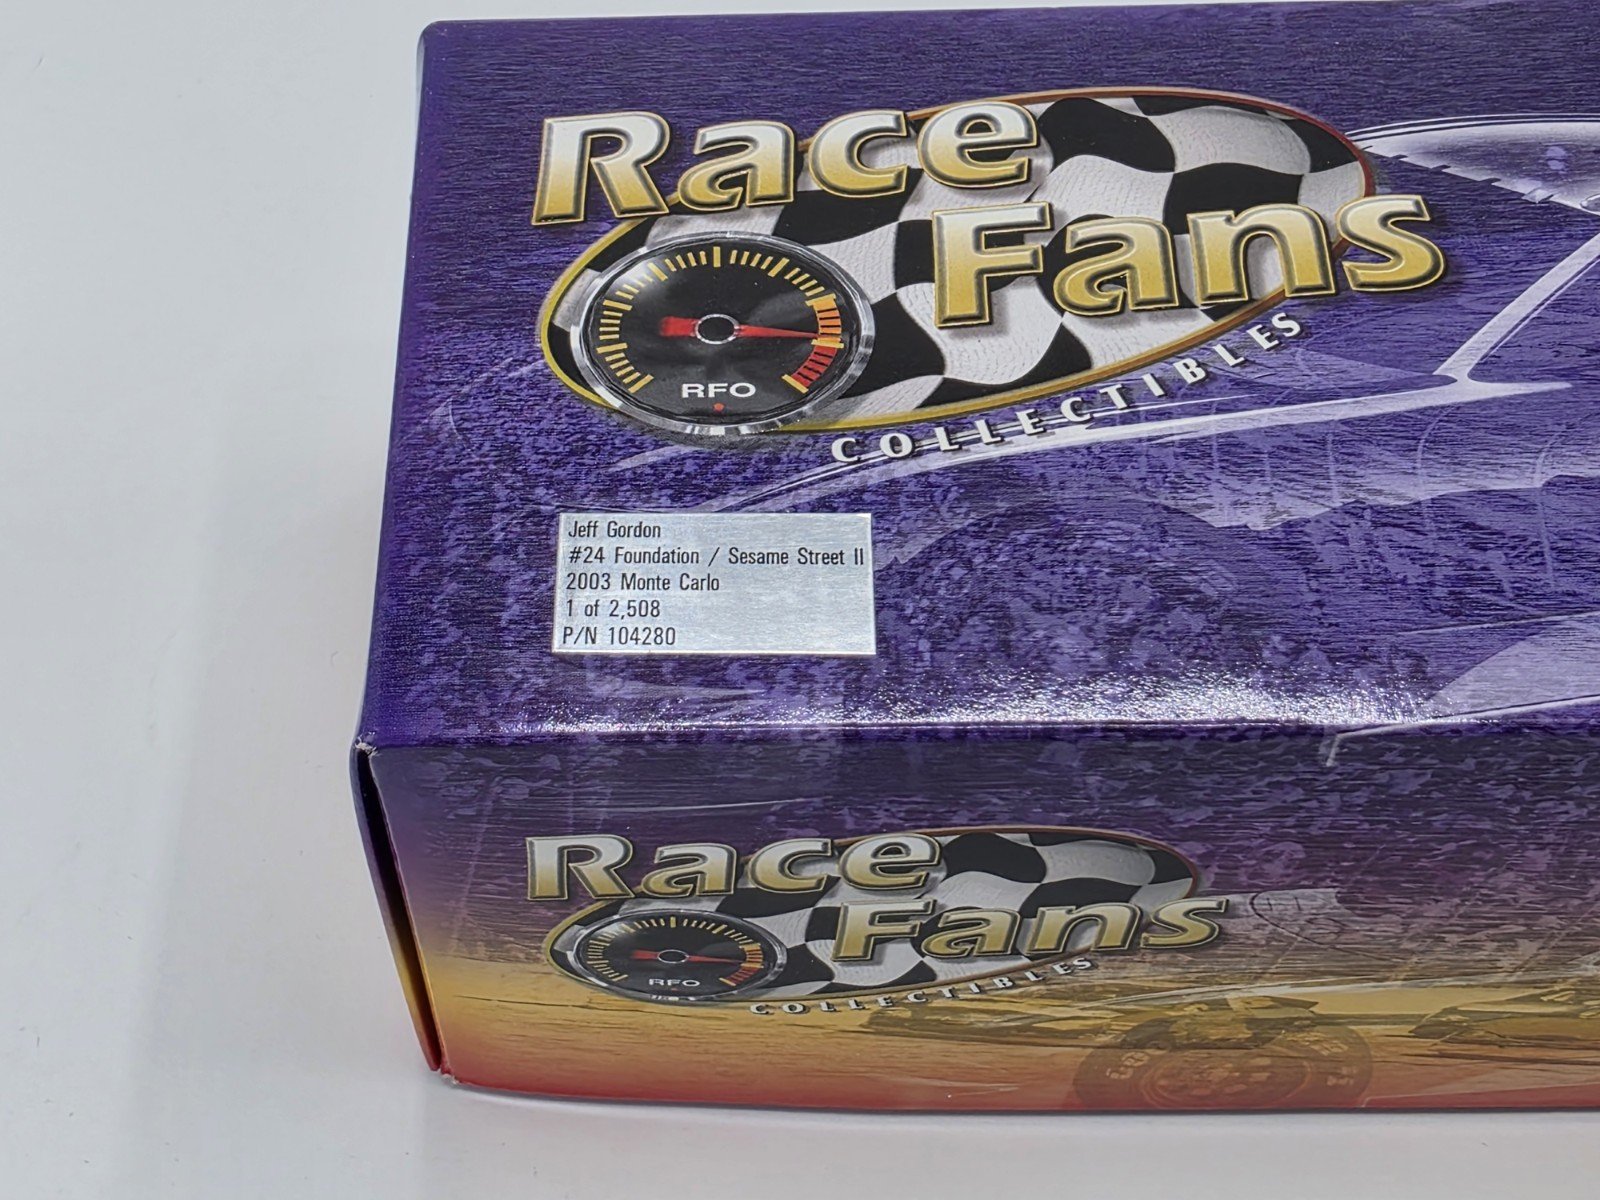 Race
Fans
RFO
COLLECTIBLES
Jeff Gordon
#24 Foundation / Sesame Street II
2003 Monte Carlo
1 of 2,508
P/N 104280
Race
Fans
RFO
COLLECTIBLES